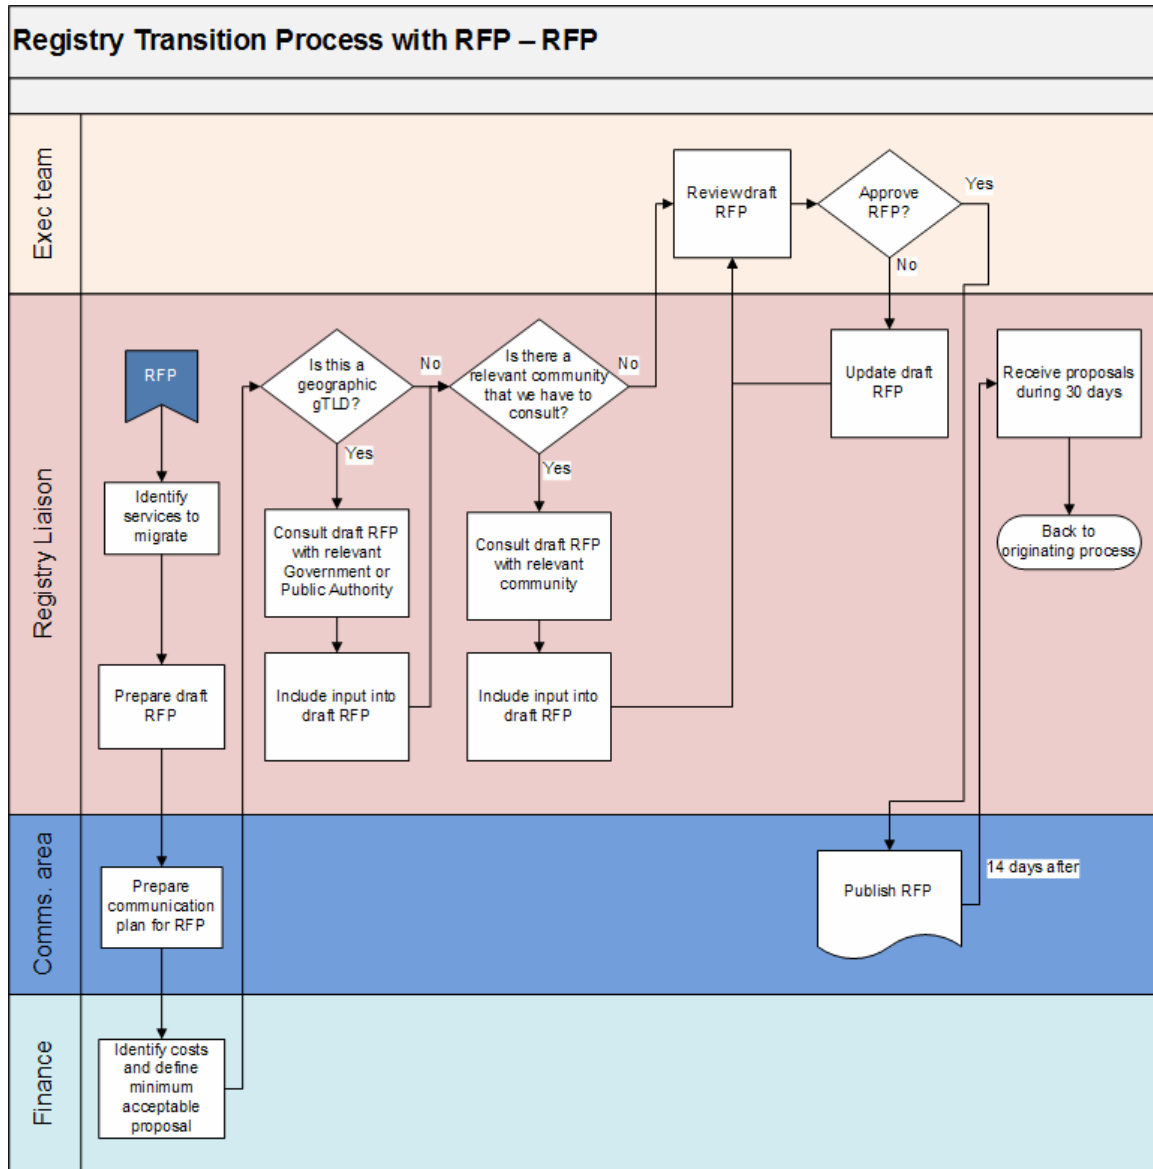 Registry Transition Process with RFP – RFP
Exec team
Reviewdraft
RFP
Approve
RFP?
Yes
No
Registry Liaison
RFP
Identify
services to
migrate
Prepare draft
RFP
Is this a
geographic
gTLD?
No
Yes
Consult draft RFP
with relevant
Government or
Public Authority
Include input into
draft RFP
Is there a
relevant community
that we have to
consult?
No
Yes
Consult draft RFP
with relevant
community
Include input into
draft RFP
Update draft
RFP
Receive proposals
during 30 days
Back to
originating process
Comms. area
Prepare
communication
plan for RFP
Publish RFP
14 days after
Finance
Identify costs
and define
minimum
acceptable
proposal